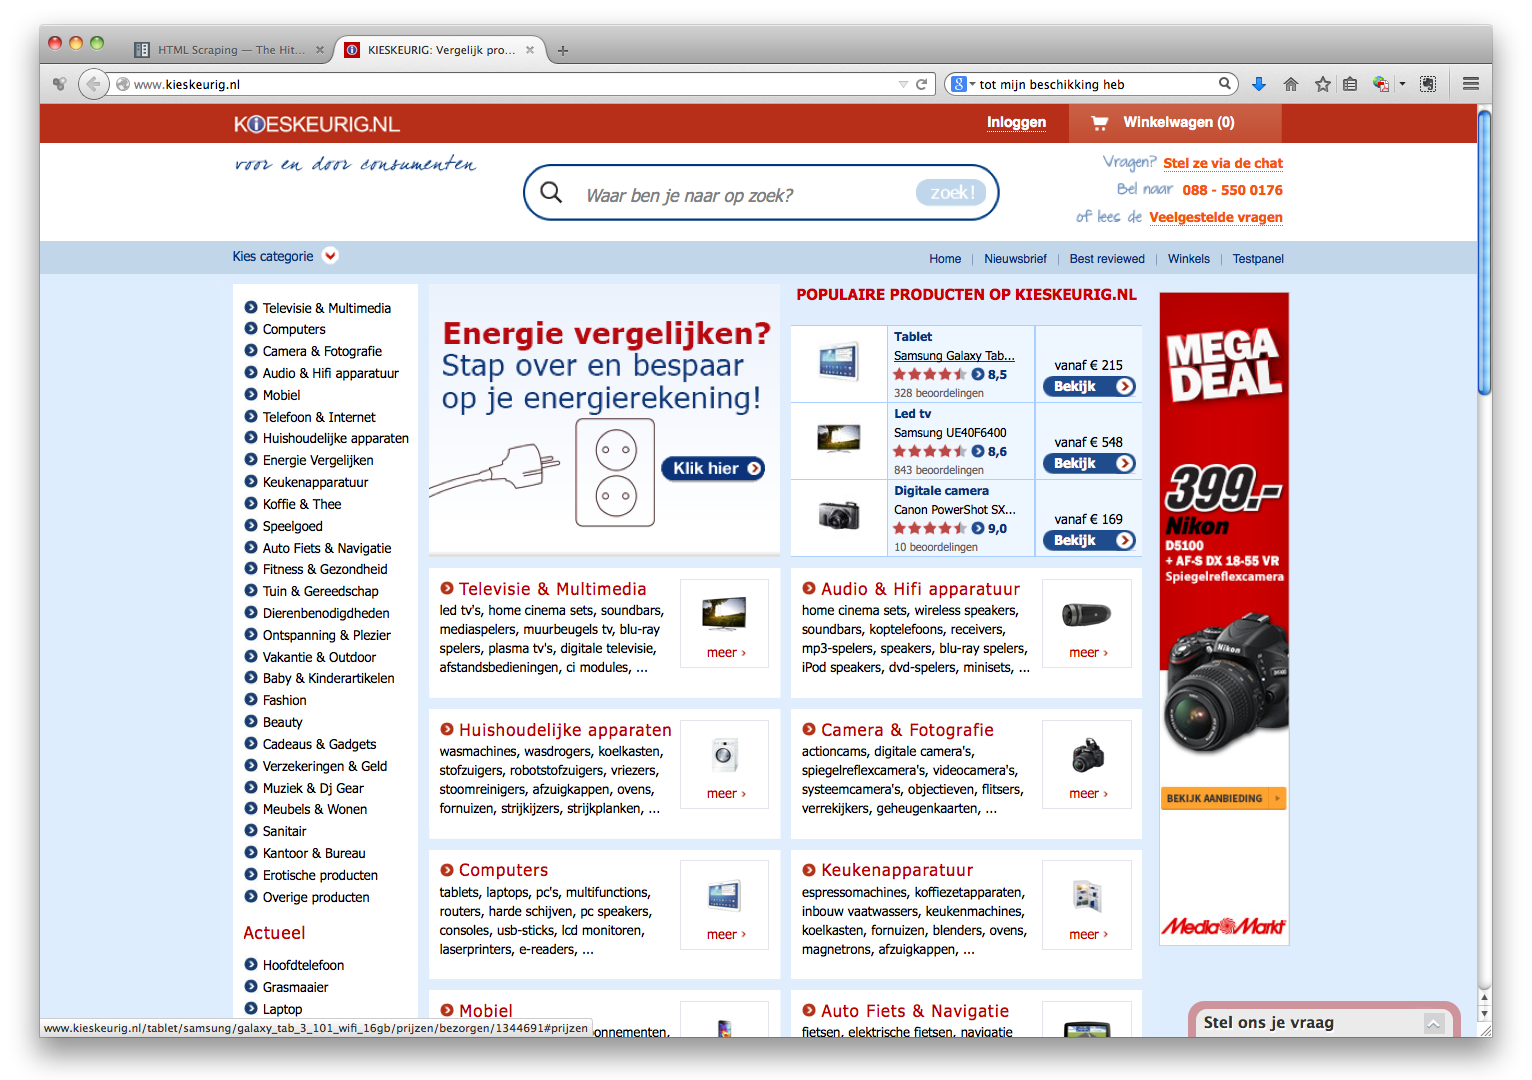 HTML Scraping — The Hit...
KIESKEURIG: Vergelijk pro...
www.kieskeurig.nl
tot mijn beschikking heb
KiESKEURIG.NL
Inloggen
Winkelwagen (0)
voor en door consumenten
Waar ben je naar op zoek?
zoek!
Vragen? Stel ze via de chat
Bel naar 088 - 550 0176
of lees de Veelgestelde vragen
Kies categorie
Home | Nieuwsbrief | Best reviewed | Winkels | Testpanel
Televisie & Multimedia
Computers
Camera & Fotografie
Audio & Hifi apparatuur
Mobiel
Telefoon & Internet
Huishoudelijke apparaten
Energie Vergelijken
Keukenapparatuur
Koffie & Thee
Speelgoed
Auto Fiets & Navigatie
Fitness & Gezondheid
Tuin & Gereedschap
Dierenbenodigdheden
Ontspanning & Plezier
Vakantie & Outdoor
Baby & Kinderartikelen
Fashion
Beauty
Cadeaus & Gadgets
Verzekeringen & Geld
Muziek & Dj Gear
Meubels & Wonen
Sanitair
Kantoor & Bureau
Erotische producten
Overige producten
Actueel
Hoofdtelefoon
Grasmaaier
Laptop
Energie vergelijken?
Stap over en bespaar
op je energierekening!
Klik hier
POPULAIRE PRODUCTEN OP KIESKEURIG.NL
Tablet
Samsung Galaxy Tab...
8,5
328 beoordelingen
vanaf € 215
Bekijk
Led tv
Samsung UE40F6400
8,6
843 beoordelingen
vanaf € 548
Bekijk
Digitale camera
Canon PowerShot SX...
9,0
10 beoordelingen
vanaf € 169
Bekijk
Televisie & Multimedia
led tv's, home cinema sets, soundbars,
mediaspelers, muurbeugels tv, blu-ray
spelers, plasma tv's, digitale televisie,
afstandsbedieningen, ci modules, ...
meer ›
Audio & Hifi apparatuur
home cinema sets, wireless speakers,
soundbars, koptelefoons, receivers,
mp3-spelers, speakers, blu-ray spelers,
iPod speakers, dvd-spelers, minisets, ...
meer ›
Huishoudelijke apparaten
wasmachines, wasdrogers, koelkasten,
stofzuigers, robotstofzuigers, vriezers,
stoomreinigers, afzuigkappen, ovens,
fornuizen, strijkijzers, strijkplanken, ...
meer ›
Camera & Fotografie
actioncams, digitale camera's,
spiegelreflexcamera's, videocamera's,
systeemcamera's, objectieven, flitsers,
verrekijkers, geheugenkaarten, ...
meer ›
Computers
tablets, laptops, pc's, multifunctions,
routers, harde schijven, pc speakers,
consoles, usb-sticks, lcd monitoren,
laserprinters, e-readers, ...
meer ›
Keukenapparatuur
espressomachines, koffiezetapparaten,
inbouw vaatwassers, keukenmachines,
koelkasten, fornuizen, blenders, ovens,
magnetrons, afzuigkappen, ...
meer ›
Mobiel
onnementen,
Auto Fiets & Navigatie
fietsen, elektrische fietsen, navigatie
MEGA
DEAL
399.-
Nikon
D5100
+ AF-S DX 18-55 VR
Spiegelreflexcamera
Nikon
BEKIJK AANBIEDING
Media Markt
Stel ons je vraag
www.kieskeurig.nl/tablet/samsung/galaxy_tab_3_101_wifi_16gb/prijzen/bezorgen/1344691#prijzen